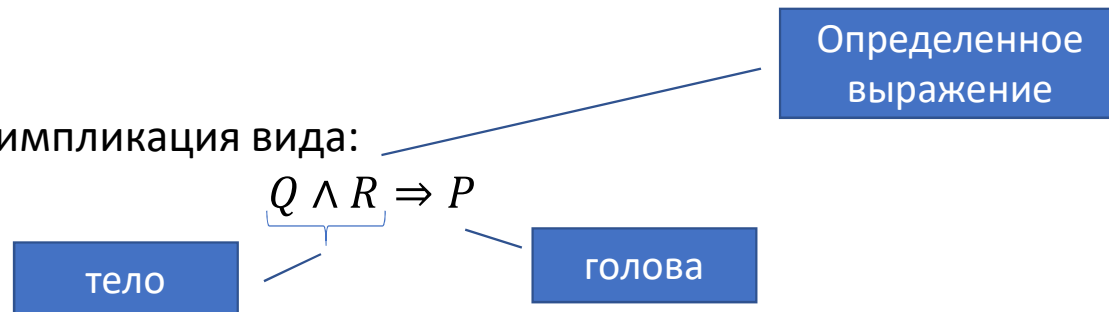 Определенное
выражение
импликация вида:
𝑄 ∧ 𝑅 ⇒ 𝑃
тело
голова